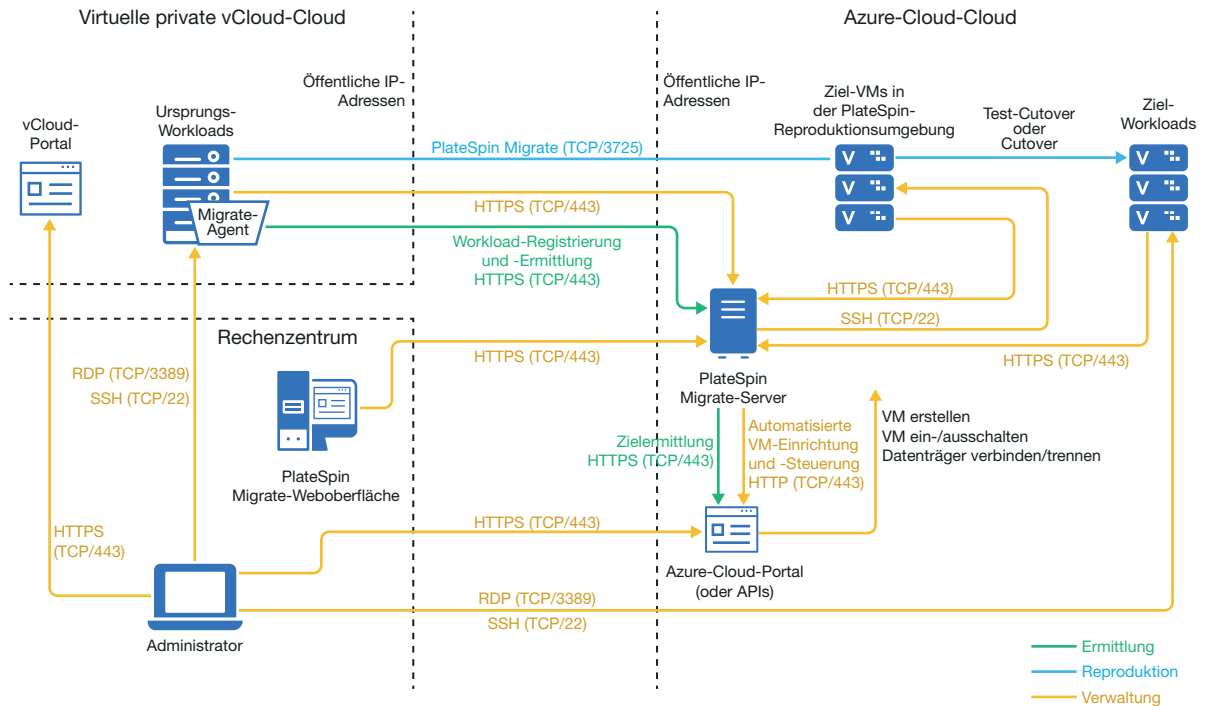 Virtuelle private vCloud-Cloud
Azure-Cloud-Cloud
Öffentliche IP-
Adressen
Öffentliche IP-
Adressen
vCloud-
Portal
Ursprungs-
Workloads
Migrate-
Agent
Ziel-VMs in
der PlateSpin-
Reproduktionsumgebung
Test-Cutover
oder
Cutover
Ziel-
Workloads
PlateSpin Migrate (TCP/3725)
V
V
V
V
V
V
HTTPS (TCP/443)
Workload-Registrierung
und -Ermittlung
HTTPS (TCP/443)
HTTPS (TCP/443)
SSH (TCP/22)
HTTPS (TCP/443)
Rechenzentrum
HTTPS (TCP/443)
RDP (TCP/3389)
SSH (TCP/22)
PlateSpin
Migrate-Server
PlateSpin
Migrate-Weboberfläche
Zielermittlung
HTTPS (TCP/443)
Automatisierte
VM-Einrichtung
und -Steuerung
HTTP (TCP/443)
VM erstellen
VM ein-/ausschalten
Datenträger verbinden/trennen
HTTPS
(TCP/443)
HTTPS (TCP/443)
Azure-Cloud-Portal
(oder APIs)
RDP (TCP/3389)
SSH (TCP/22)
Administrator
Ermittlung
Reproduktion
Verwaltung